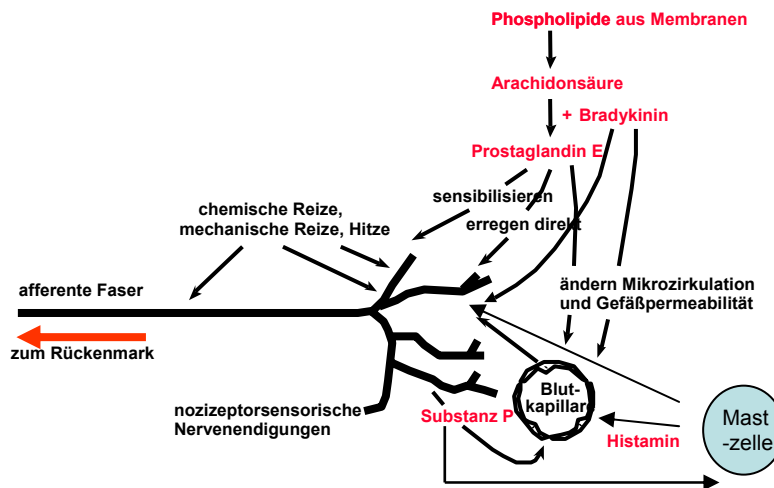 Phospholipide aus Membranen
Arachidonsäure
+ Bradykinin
Prostaglandin E
sensibilisieren
chemische Reize,
mechanische Reize, Hitze
erregen direkt
afferente Faser
ändern Mikrozirkulation
und Gefäßpermeabilität
zum Rückenmark
Blut-
kapillare
nozizeptorsensorische
Nervenendigungen
Substanz P
Mast
-zelle
Histamin